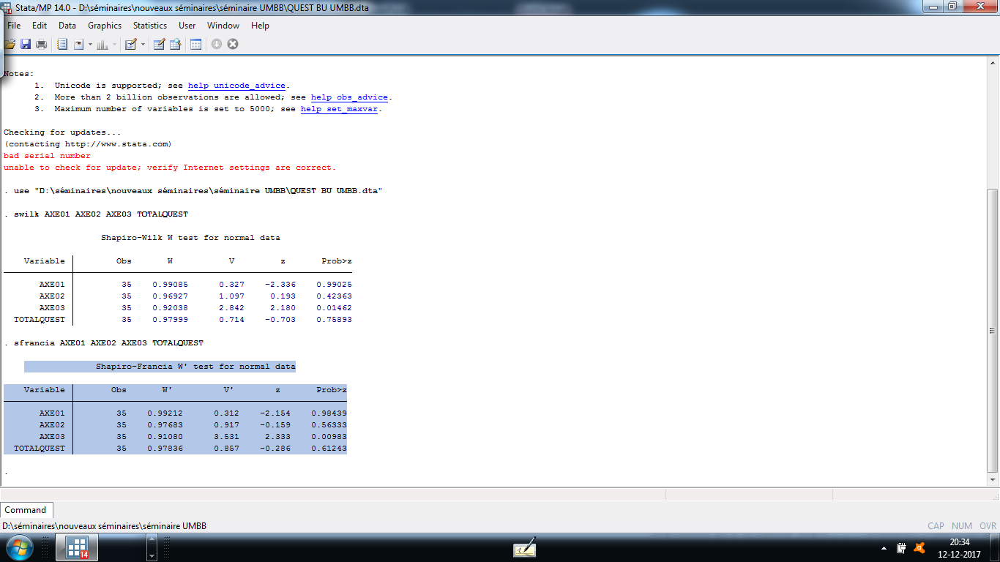 Stata/MP 14.0 - D:\séminaires\nouveaux séminaires\séminaire UMBB\QUEST BU UMBB.dta
File Edit Data Graphics Statistics User Window Help
Notes:
1. Unicode is supported; see help unicode_advice.
2. More than 2 billion observations are allowed; see help obs_advice.
3. Maximum number of variables is set to 5000; see help set_maxvar.
Checking for updates...
(contacting http://www.stata.com)
bad serial number
unable to check for update; verify Internet settings are correct.
. use "D:\séminaires\nouveaux séminaires\séminaire UMBB\QUEST BU UMBB.dta"
. swilk AXE01 AXE02 AXE03 TOTALQUEST
Shapiro-Wilk W test for normal data
Variable Obs W V z Prob>z
AXE01 35 0.99085 0.327 -2.336 0.99025
AXE02 35 0.96927 1.097 0.193 0.42363
AXE03 35 0.92038 2.842 2.180 0.01462
TOTALQUEST 35 0.97999 0.714 -0.703 0.75893
. sfrancia AXE01 AXE02 AXE03 TOTALQUEST
Shapiro-Francia W' test for normal data
Variable Obs W' V' z Prob>z
AXE01 35 0.99212 0.312 -2.154 0.98439
AXE02 35 0.97683 0.917 -0.159 0.56333
AXE03 35 0.91080 3.531 2.333 0.00983
TOTALQUEST 35 0.97836 0.857 -0.286 0.61243
.
Command
D:\séminaires\nouveaux séminaires\séminaire UMBB CAP NUM OVR
14
20:34
12-12-2017